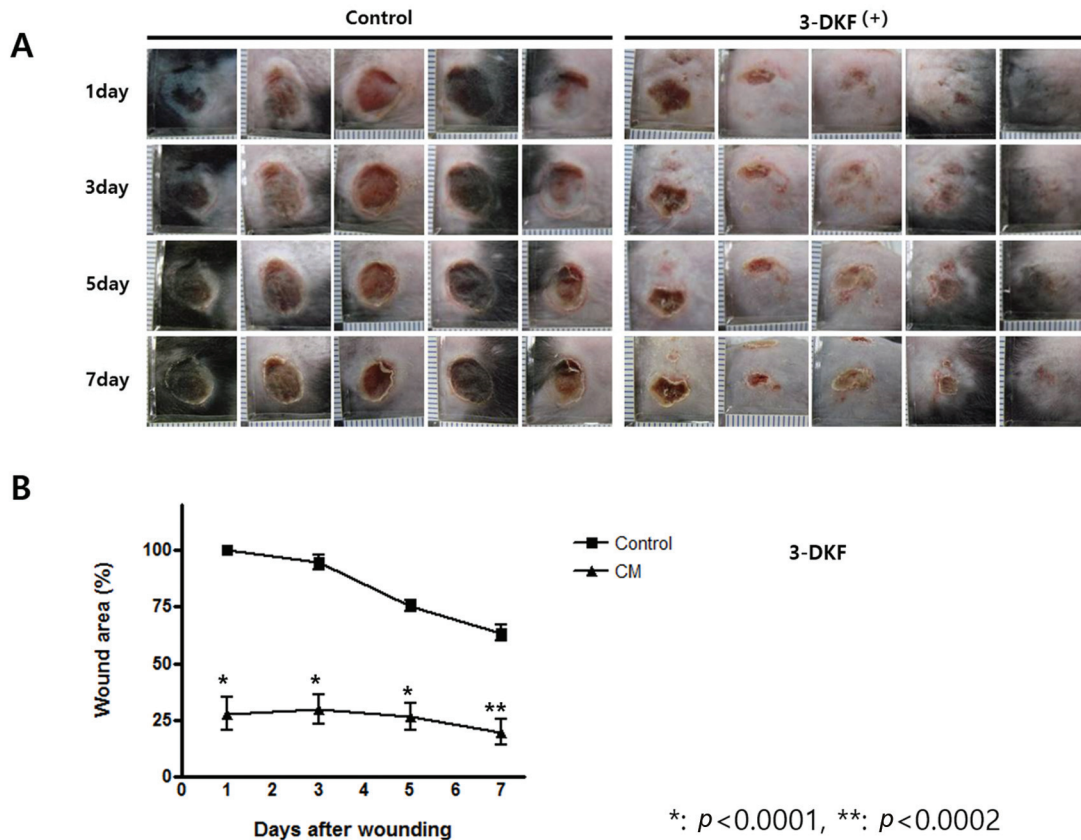 Control 3-DKF (+)
A
1day
3day
5day
7day
B
100
75
50
25
0
Wound area (%)
* * * **
0 1 2 3 4 5 6 7
Days after wounding
Control
CM
3-DKF
*: p<0.0001, **: p<0.0002